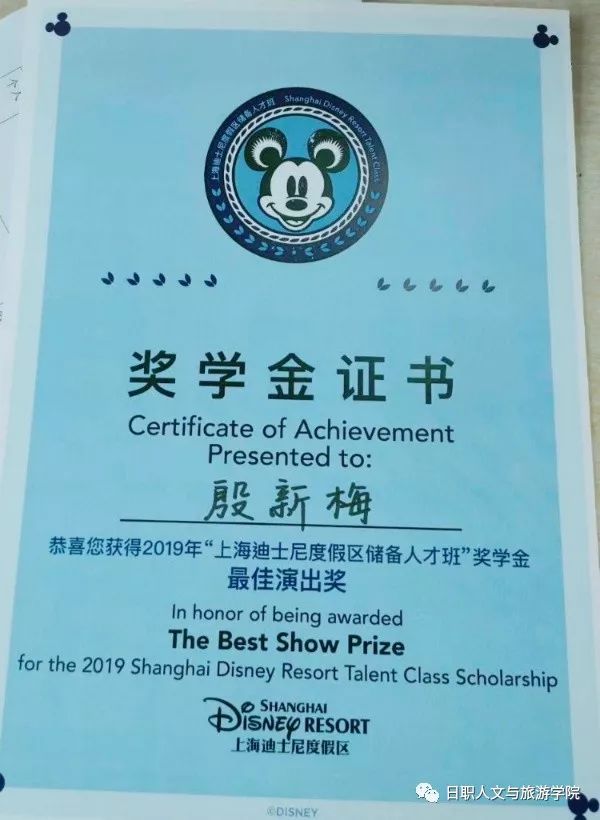 上海迪士尼度假区储备人才班 Shanghai Disney Resort Talent Class
奖学金证书
Certificate of Achievement
Presented to:
殷新梅
恭喜您获得2019年“上海迪士尼度假区储备人才班”奖学金
最佳演出奖
In honor of being awarded
The Best Show Prize
for the 2019 Shanghai Disney Resort Talent Class Scholarship
SHANGHAI
Disney RESORT
上海迪士尼度假区
日职人文与旅游学院
©DISNEY